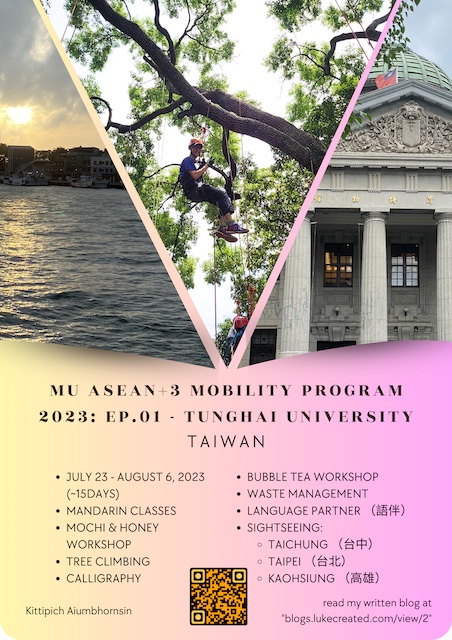 MU ASEAN+3 MOBILITY PROGRAM
2023: EP.01 - TUNGHAI UNIVERSITY
TAIWAN
• JULY 23 - AUGUST 6, 2023
(~15DAYS)
• MANDARIN CLASSES
• MOCHI & HONEY
WORKSHOP
• TREE CLIMBING
• CALLIGRAPHY
• BUBBLE TEA WORKSHOP
• WASTE MANAGEMENT
• LANGUAGE PARTNER （語伴）
• SIGHTSEEING:
◦ TAICHUNG （台中）
◦ TAIPEI （台北）
◦ KAOHSIUNG （高雄）
Kittipich Aiumbhornsin
read my written blog at
"blogs.lukecreated.com/view/2"